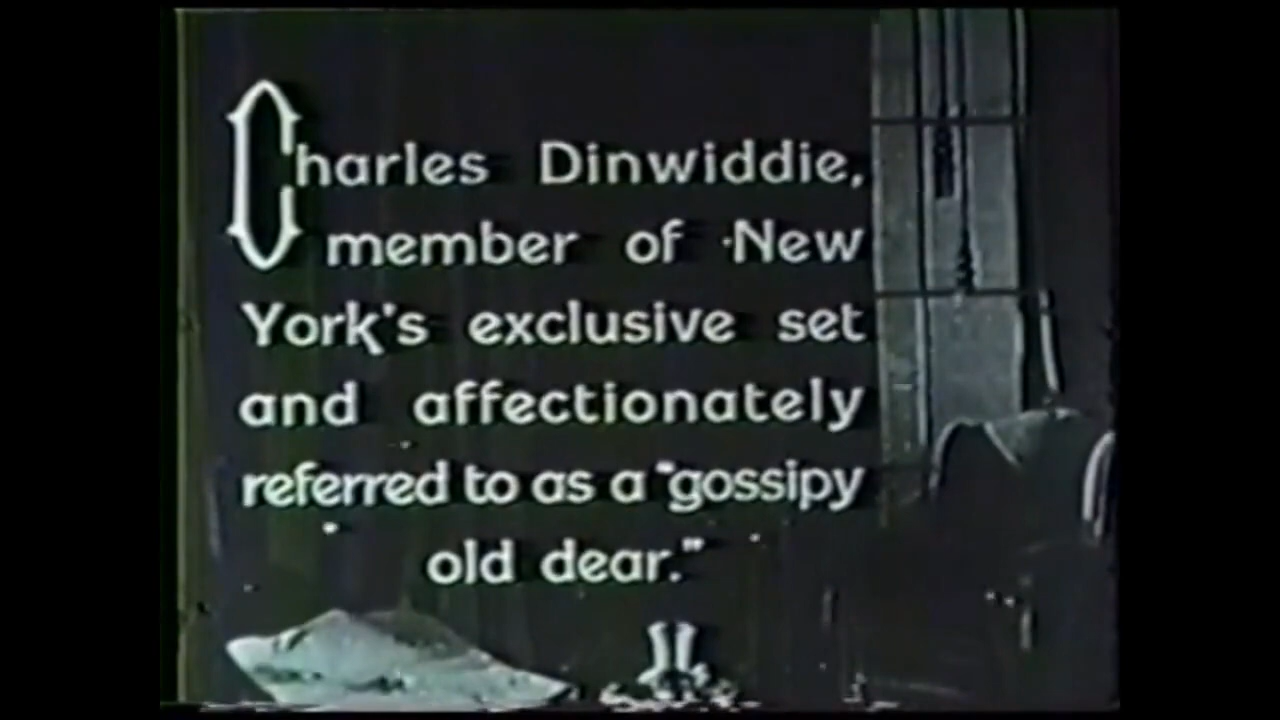 Charles Dinwiddie,
member of New
York's exclusive set
and affectionately
referred to as a "gossipy
old dear."